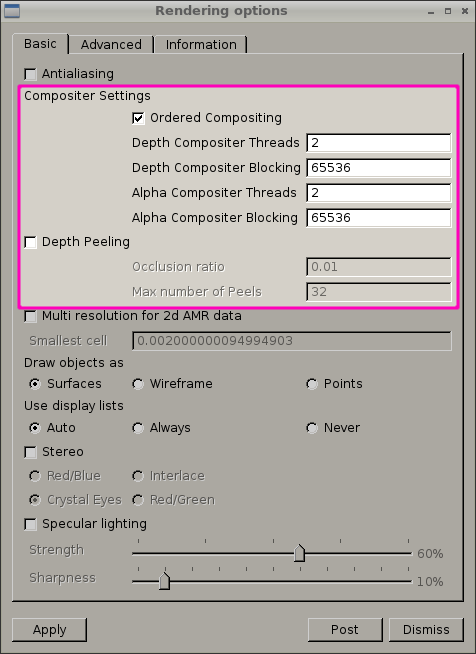 Rendering options
Basic Advanced Information
Antialiasing
Compositer Settings
Ordered Compositing
Depth Compositer Threads 2
Depth Compositer Blocking 65536
Alpha Compositer Threads 2
Alpha Compositer Blocking 65536
Depth Peeling
Occlusion ratio 0.01
Max number of Peels 32
Multi resolution for 2d AMR data
Smallest cell 0.002000000094994903
Draw objects as
Surfaces Wireframe Points
Use display lists
Auto Always Never
Stereo
Red/Blue Interlace
Crystal Eyes Red/Green
Specular lighting
Strength 60%
Sharpness 10%
Apply Post Dismiss